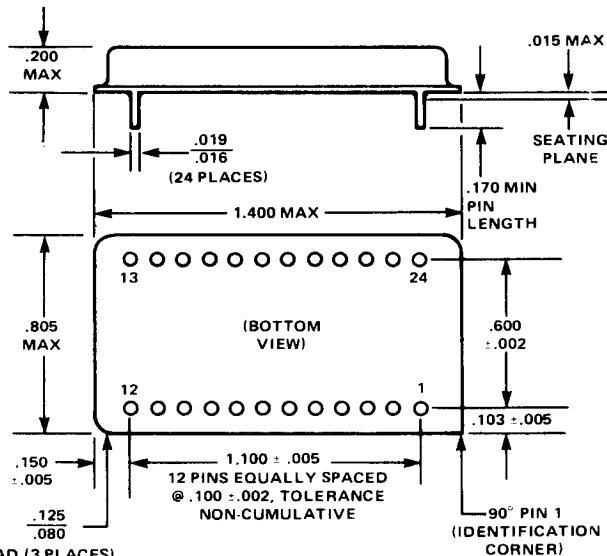 .200
MAX
.015 MAX
.019
.016
(24 PLACES)
SEATING
PLANE
.170 MIN
PIN
LENGTH
1.400 MAX
13
24
.805
MAX
(BOTTOM
VIEW)
.600
±.002
12
1
.103 ±.005
.150
±.005
1.100 ± .005
12 PINS EQUALLY SPACED
@ .100 ±.002, TOLERANCE
NON-CUMULATIVE
.125
.080
(3 PLACES)
90° PIN 1
(IDENTIFICATION
CORNER)